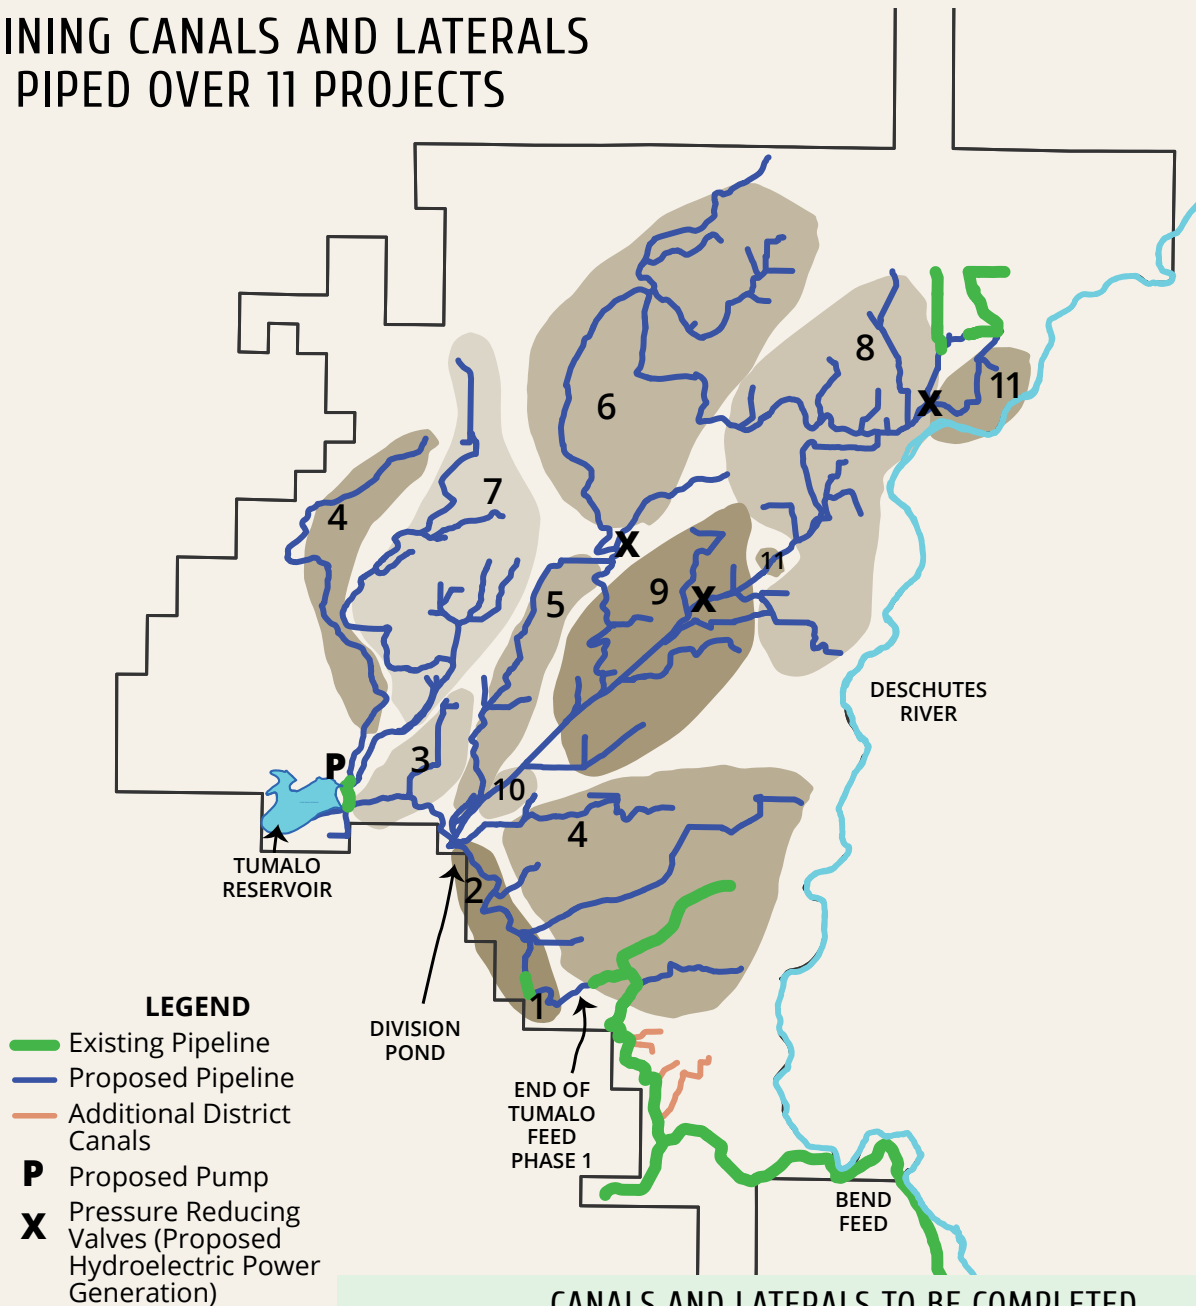 INING CANALS AND LATERALS
PIPED OVER 11 PROJECTS
8
11
X
6
7
4
X
11
5
9
X
DESCHUTES
RIVER
P
3
10
4
TUMALO
RESERVOIR
2
1
DIVISION
POND
END OF
TUMALO
FEED
PHASE 1
BEND
FEED
LEGEND
Existing Pipeline
Proposed Pipeline
Additional District
Canals
P Proposed Pump
X Pressure Reducing
Valves (Proposed
Hydroelectric Power
Generation)
CANALS AND LATERALS TO BE COMPLETED